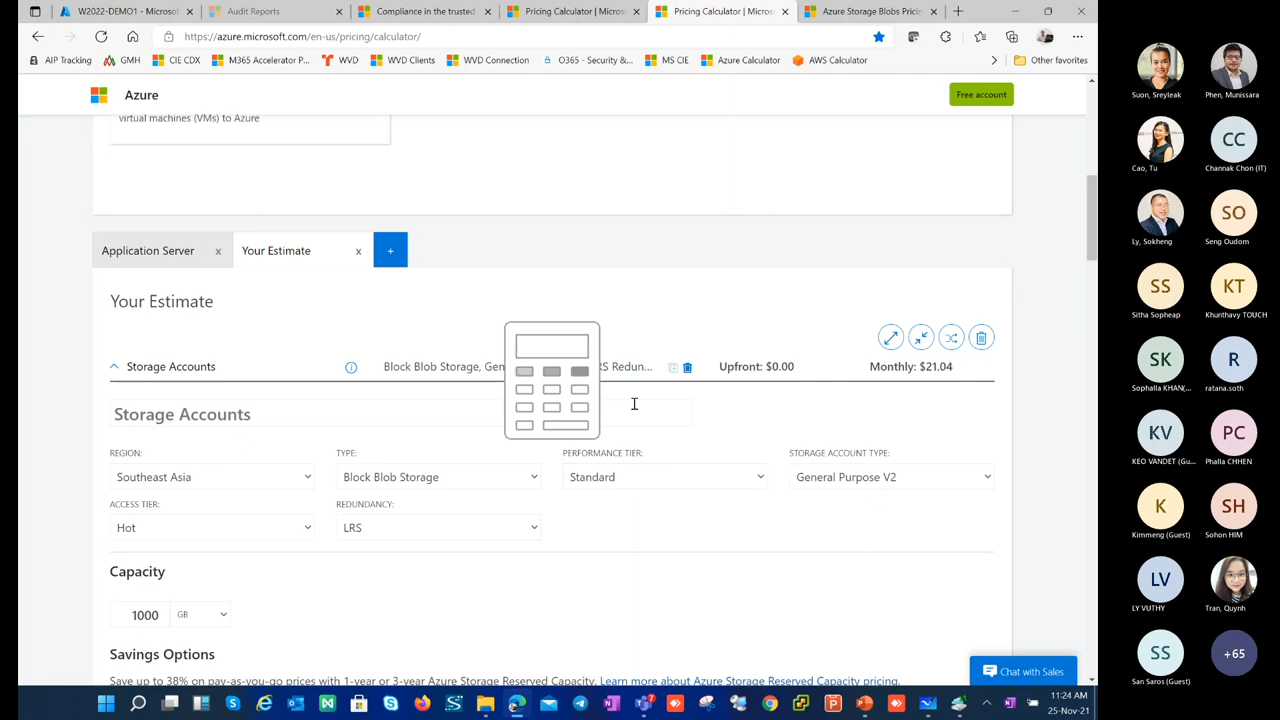 W2022-DEMO1 - Microsof
Audit Reports
Compliance in the truste
Pricing Calculator | Micros
Pricing Calculator | Micros
Azure Storage Blobs Pricin
https://azure.microsoft.com/en-us/pricing/calculator/
AIP Tracking
GMH
CIE CDX
M365 Accelerator P...
WVD
WVD Clients
WVD Connection
O365 - Security &...
MS CIE
Azure Calculator
AWS Calculator
Other favorites
Azure
Free account
virtual machines (VMs) to Azure
Application Server x
Your Estimate x
+
Your Estimate
Storage Accounts
Block Blob Storage, Gen
RS Redun...
Upfront: $0.00
Monthly: $21.04
Storage Accounts
REGION:
TYPE:
PERFORMANCE TIER:
STORAGE ACCOUNT TYPE:
Southeast Asia
Block Blob Storage
Standard
General Purpose V2
ACCESS TIER:
REDUNDANCY:
Hot
LRS
Capacity
1000
GB
Savings Options
Save up to 38% on pay-as-you-go prices with 1-year or 3-year Azure Storage Reserved Capacity. Learn more about Azure Storage Reserved Capacity pricing.
Chat with Sales
11:24 AM
25-Nov-21
Suon, Sreyleak
Phen, Munissara
Cao, Tu
CC
Channak Chon (IT)
Ly, Sokheng
SO
Seng Oudom
SS
Sitha Sopheap
KT
Khunthavy TOUCH
SK
Sophalla KHAN(...
R
ratana.soth
KV
KEO VANDET (Gu...
PC
Phalla CHHEN
K
Kimmeng (Guest)
SH
Sohon HIM
LV
LY VUTHY
Tran, Quynh
SS
San Saros (Guest)
+65